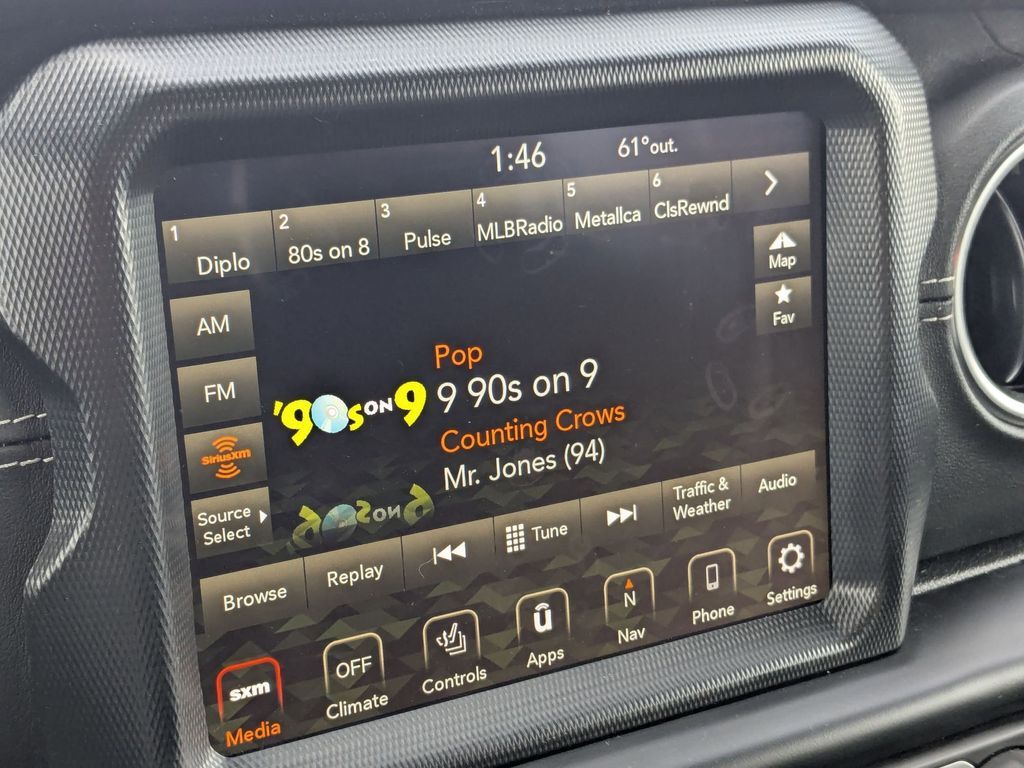 1:46 61°out.
1 Diplo
2 80s on 8
3 Pulse
4 MLBRadio
5 Metallca
6 ClsRewnd
Map
AM
Fav
FM
Pop
'90s ON 9
9 90s on 9
SiriusXM
Counting Crows
Mr. Jones (94)
Source
Select
Browse
Replay
Tune
Traffic &
Weather
Audio
sxm
Media
OFF
Climate
Controls
u
Apps
N
Nav
Phone
Settings